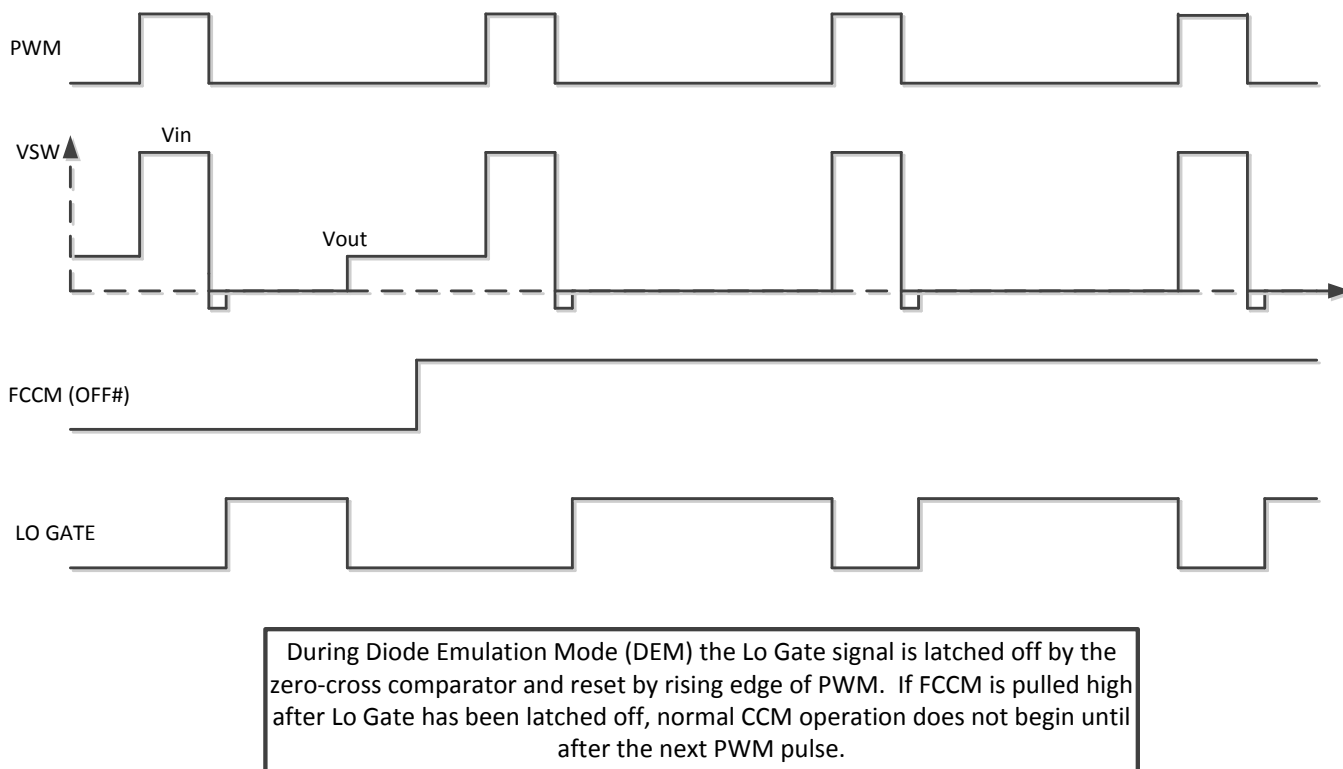 PWM
Vin
VSW
Vout
FCCM (OFF#)
LO GATE
During Diode Emulation Mode (DEM) the Lo Gate signal is latched off by the
zero-cross comparator and reset by rising edge of PWM.  If FCCM is pulled high
after Lo Gate has been latched off, normal CCM operation does not begin until
after the next PWM pulse.